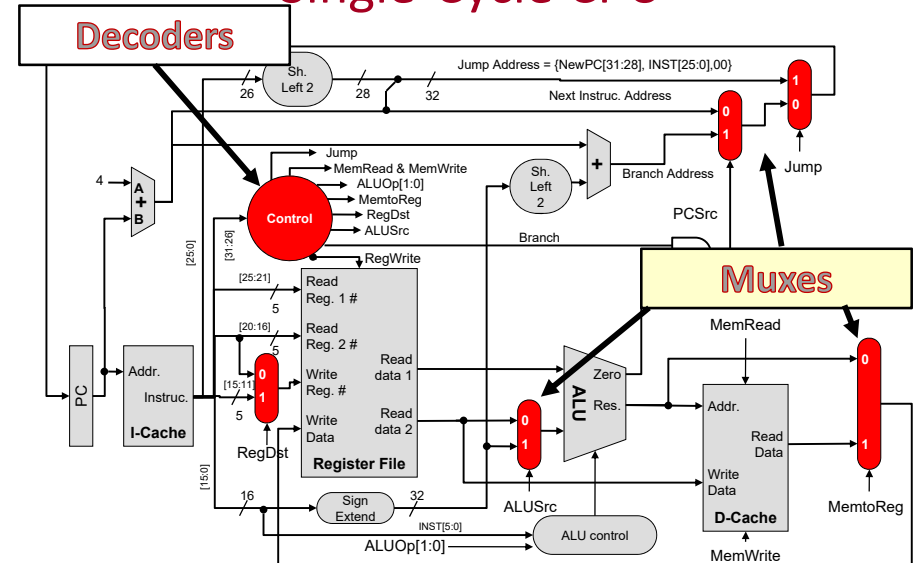 Single-Cycle CPU
Decoders
Sh.
Left 2
26
28
32
Jump Address = {NewPC[31:28], INST[25:0],00}
Next Instruc. Address
1
0
0
1
Jump
4
A
+
B
Jump
MemRead & MemWrite
ALUOp[1:0]
MemtoReg
RegDst
ALUSrc
Control
Sh.
Left
2
+
Branch Address
PCSrc
Branch
RegWrite
[25:0]
[31:26]
Muxes
[25:21]
5
Read
Reg. 1 #
[20:16]
5
Read
Reg. 2 #
[15:11]
5
0
1
Write
Reg. #
Write
Data
Read
data 1
Read
data 2
Register File
RegDst
PC
Addr.
Instruc.
I-Cache
0
1
ALUSrc
ALU
Zero
Res.
MemRead
Addr.
Read
Data
Write
Data
D-Cache
MemWrite
0
1
MemtoReg
[15:0]
16
Sign
Extend
32
INST[5:0]
ALUOp[1:0]
ALU control